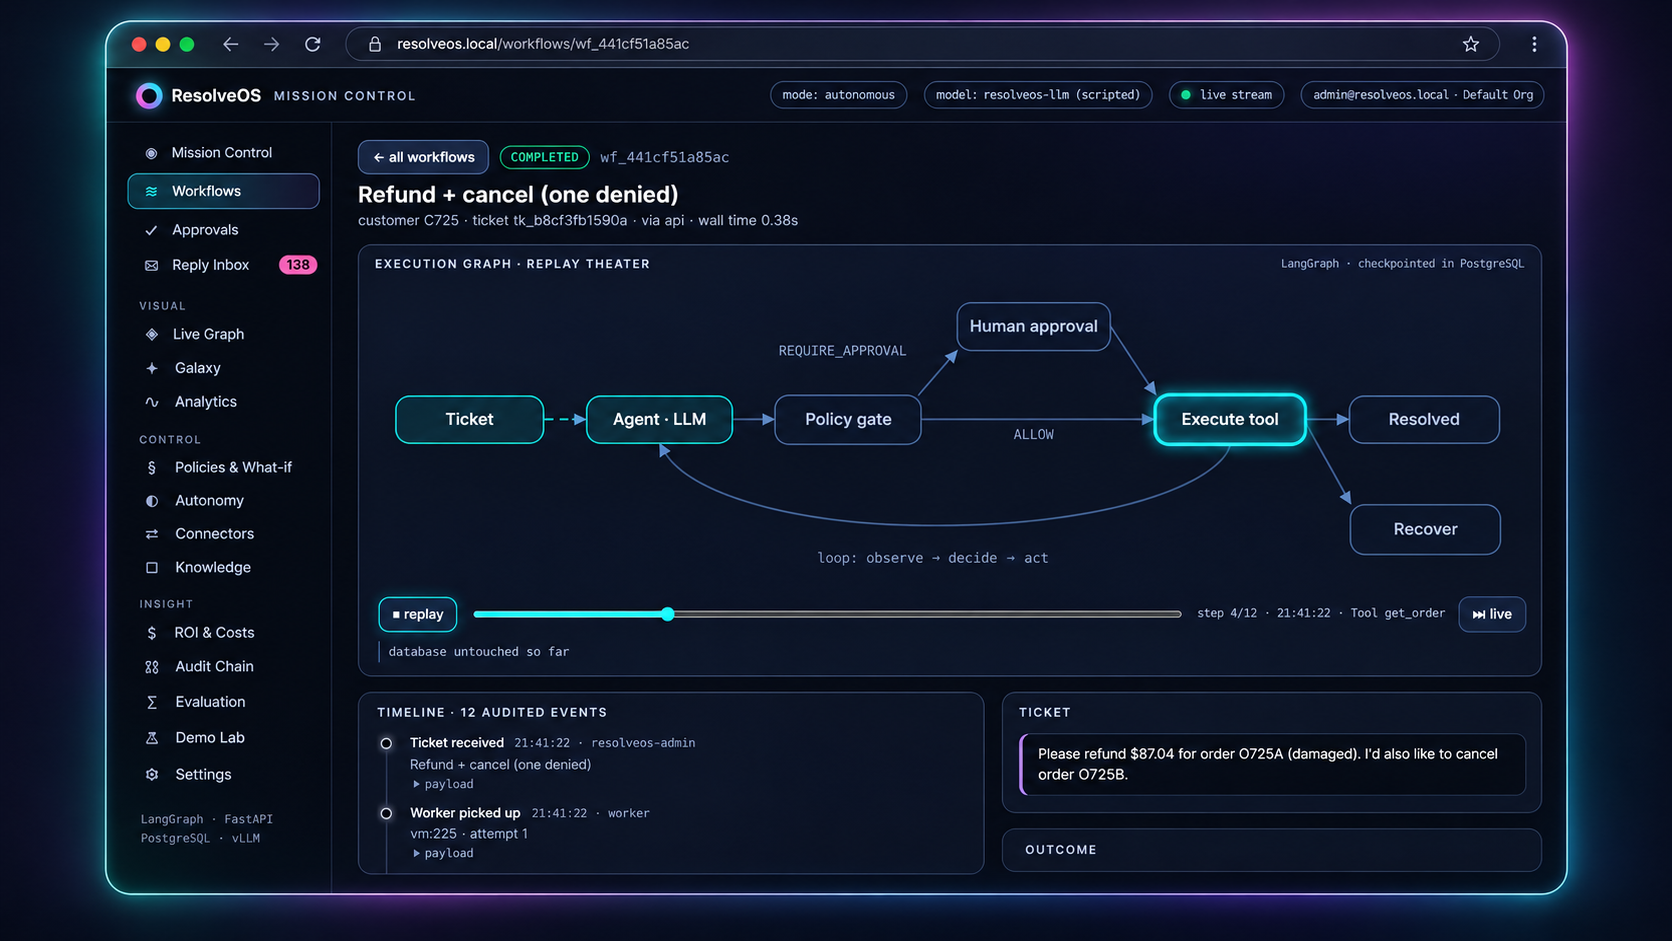 resolveos.local/workflows/wf_441cf51a85ac
ResolveOS MISSION CONTROL
mode: autonomous
model: resolveos-llm (scripted)
live stream
admin@resolveos.local · Default Org
Mission Control
Workflows
Approvals
Reply Inbox 138
VISUAL
Live Graph
Galaxy
Analytics
CONTROL
§ Policies & What-if
Autonomy
Connectors
Knowledge
INSIGHT
$ ROI & Costs
Audit Chain
Σ Evaluation
Demo Lab
Settings
LangGraph · FastAPI
PostgreSQL · vLLM
← all workflows COMPLETED wf_441cf51a85ac
Refund + cancel (one denied)
customer C725 · ticket tk_b8cf3fb1590a · via api · wall time 0.38s
EXECUTION GRAPH · REPLAY THEATER
LangGraph · checkpointed in PostgreSQL
Human approval
REQUIRE_APPROVAL
Ticket
Agent · LLM
Policy gate
Execute tool
Resolved
ALLOW
Recover
loop: observe → decide → act
■ replay
step 4/12 · 21:41:22 · Tool get_order
⏭ live
database untouched so far
TIMELINE · 12 AUDITED EVENTS
Ticket received 21:41:22 · resolveos-admin
Refund + cancel (one denied)
▶ payload
Worker picked up 21:41:22 · worker
vm:225 · attempt 1
▶ payload
TICKET
Please refund $87.04 for order O725A (damaged). I'd also like to cancel
order O725B.
OUTCOME